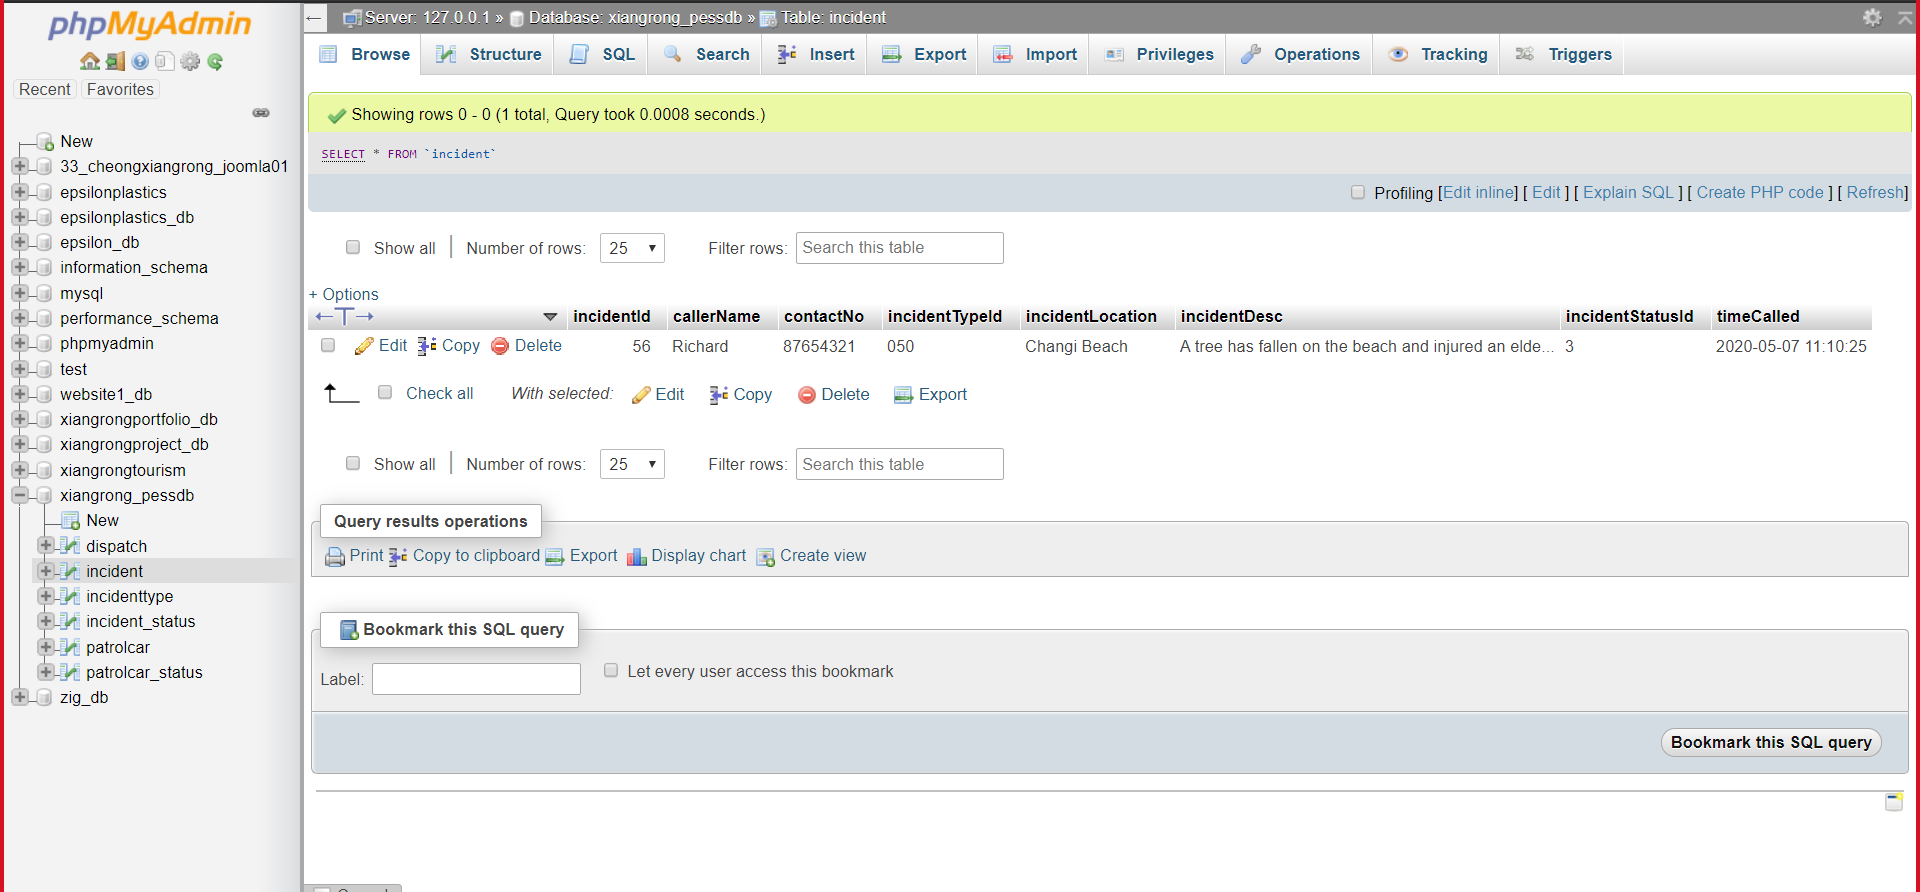 phpMyAdmin
Recent Favorites
New
33_cheongxiangrong_joomla01
epsilonplastics
epsilonplastics_db
epsilon_db
information_schema
mysql
performance_schema
phpmyadmin
test
website1_db
xiangrongportfolio_db
xiangrongproject_db
xiangrongtourism
xiangrong_pessdb
New
dispatch
incident
incidenttype
incident_status
patrolcar
patrolcar_status
zig_db
Server: 127.0.0.1 » Database: xiangrong_pessdb » Table: incident
Browse Structure SQL Search Insert Export Import Privileges Operations Tracking Triggers
Showing rows 0 - 0 (1 total, Query took 0.0008 seconds.)
SELECT * FROM `incident`
Profiling [Edit inline] [ Edit ] [ Explain SQL ] [ Create PHP code ] [ Refresh]
Show all Number of rows: 25 Filter rows: Search this table
+ Options
incidentId callerName contactNo incidentTypeId incidentLocation incidentDesc incidentStatusId timeCalled
Edit Copy Delete 56 Richard 87654321 050 Changi Beach A tree has fallen on the beach and injured an elde... 3 2020-05-07 11:10:25
Check all With selected: Edit Copy Delete Export
Show all Number of rows: 25 Filter rows: Search this table
Query results operations
Print Copy to clipboard Export Display chart Create view
Bookmark this SQL query
Label: Let every user access this bookmark
Bookmark this SQL query